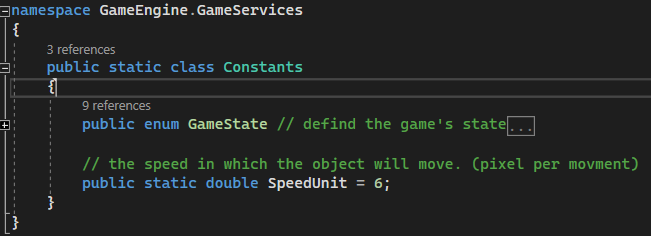 namespace GameEngine.GameServices
{
3 references
public static class Constants
{
9 references
public enum GameState // defind the game's state...
// the speed in which the object will move. (pixel per movment)
public static double SpeedUnit = 6;
}
}